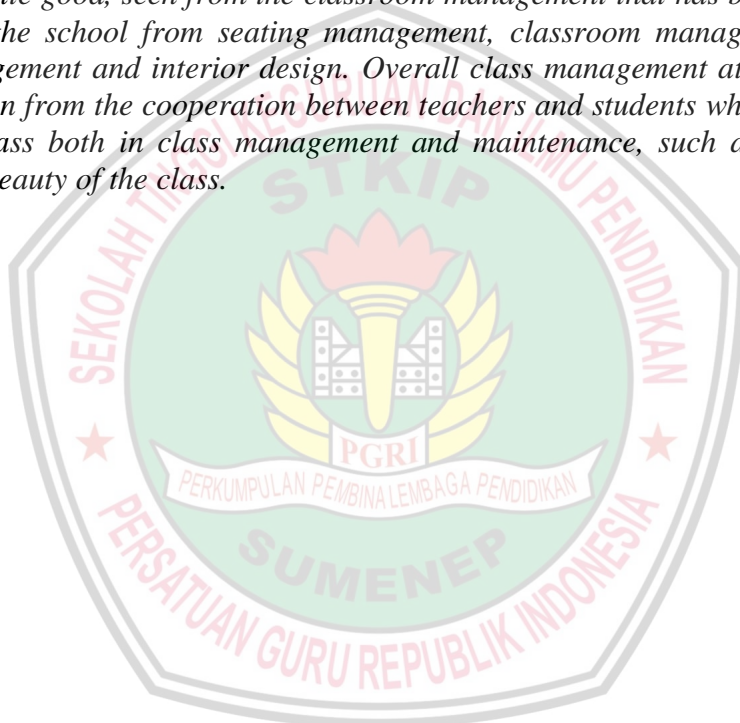 ite good, seen from the classroom management that has b
the school from seating management, classroom manag
gement and interior design. Overall class management at
n from the cooperation between teachers and students wh
ass both in class management and maintenance, such a
eauty of the class.
SEKOLAH TINGGI KEGURUAN DAN ILMU PENDIDIKAN
STKIP
PGRI
PERKUMPULAN PEMBINA LEMBAGA PENDIDIKAN
SUMENEP
PERSATUAN GURU REPUBLIK INDONESIA